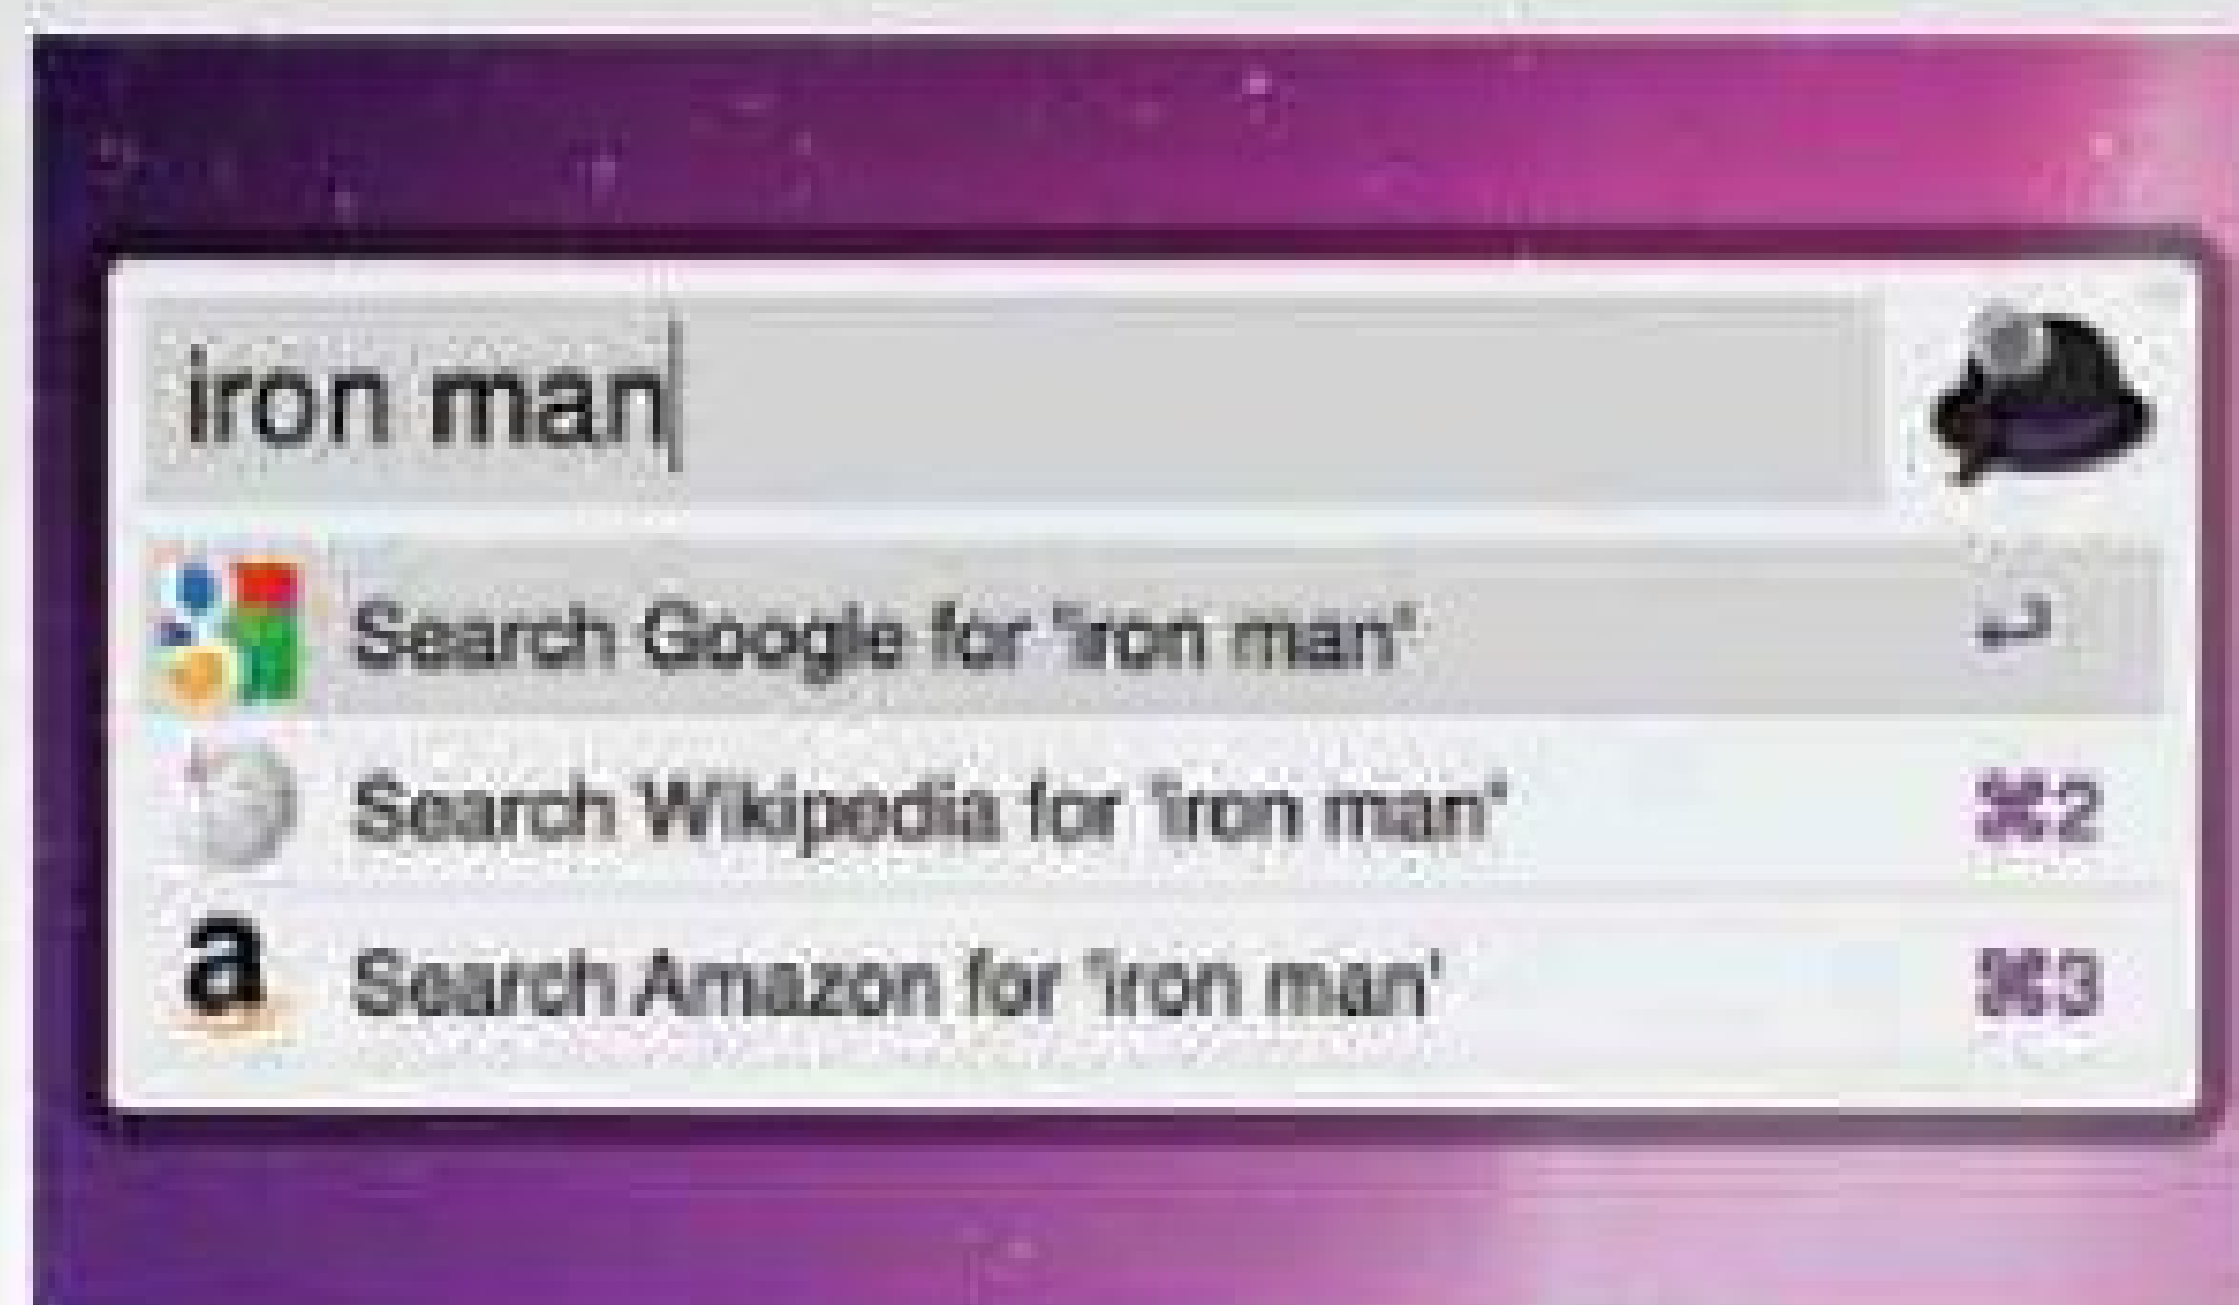 iron man
Search Google for 'iron man'
Search Wikipedia for 'iron man' ⌘2
a Search Amazon for 'iron man' ⌘3